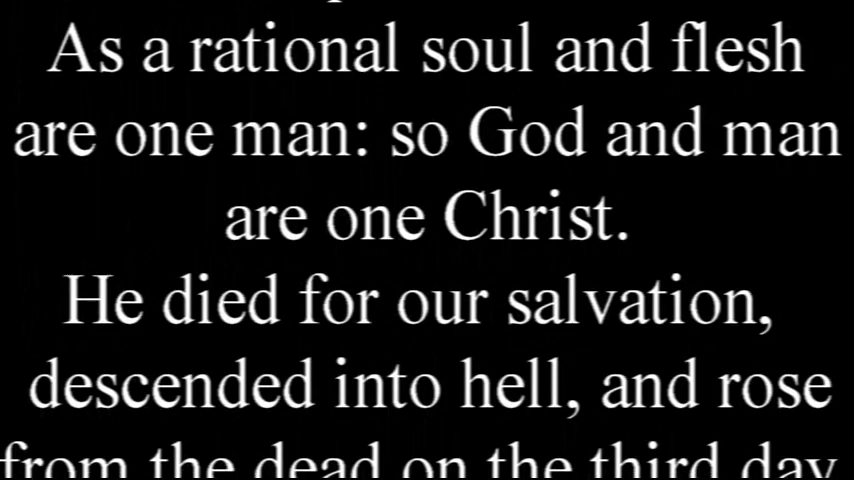 As a rational soul and flesh
are one man: so God and man
are one Christ.
He died for our salvation,
descended into hell, and rose
from the dead on the third day